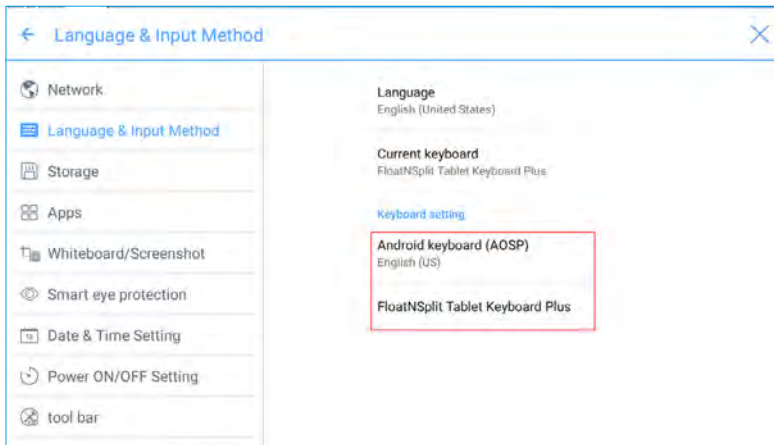 Language & Input Method
Network
Language & Input Method
Storage
Apps
Whiteboard/Screenshot
Smart eye protection
Date & Time Setting
Power ON/OFF Setting
tool bar
Language
English (United States)
Current keyboard
FloatNSplit Tablet Keyboard Plus
Keyboard setting
Android keyboard (AOSP)
English (US)
FloatNSplit Tablet Keyboard Plus